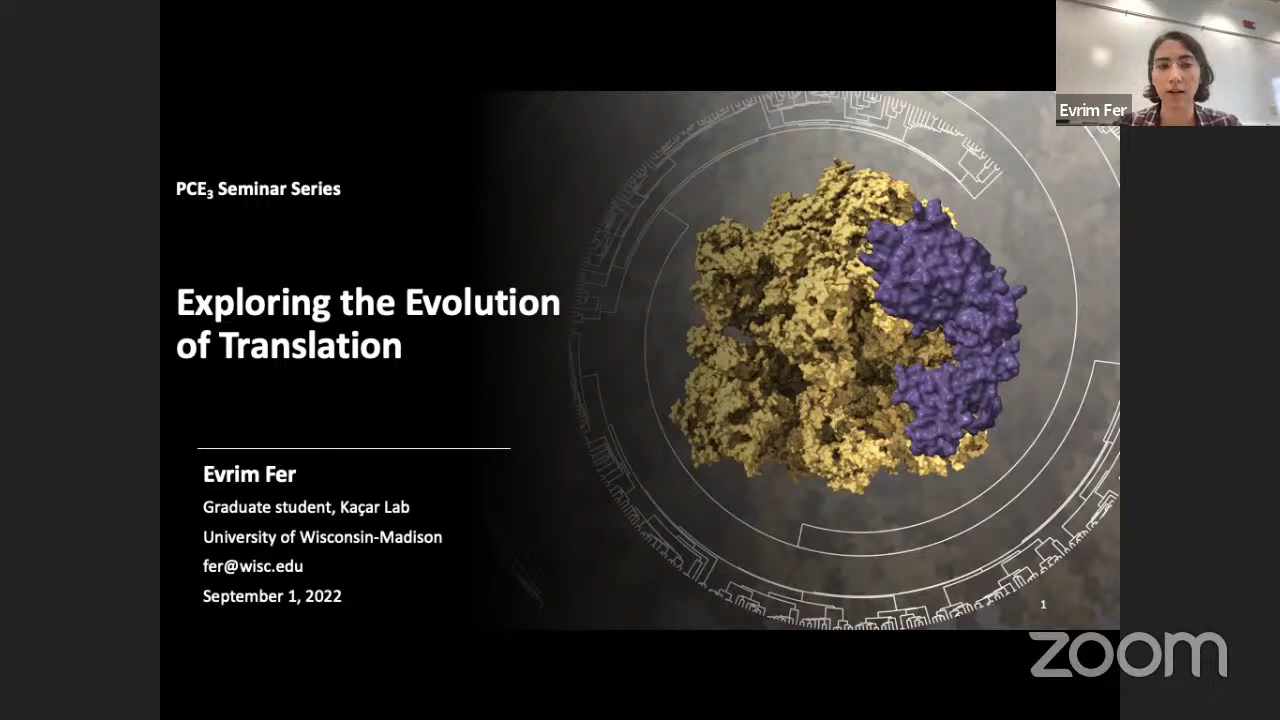 Evrim Fer
PCE₃ Seminar Series
Exploring the Evolution
of Translation
Evrim Fer
Graduate student, Kaçar Lab
University of Wisconsin-Madison
fer@wisc.edu
September 1, 2022
1
zoom